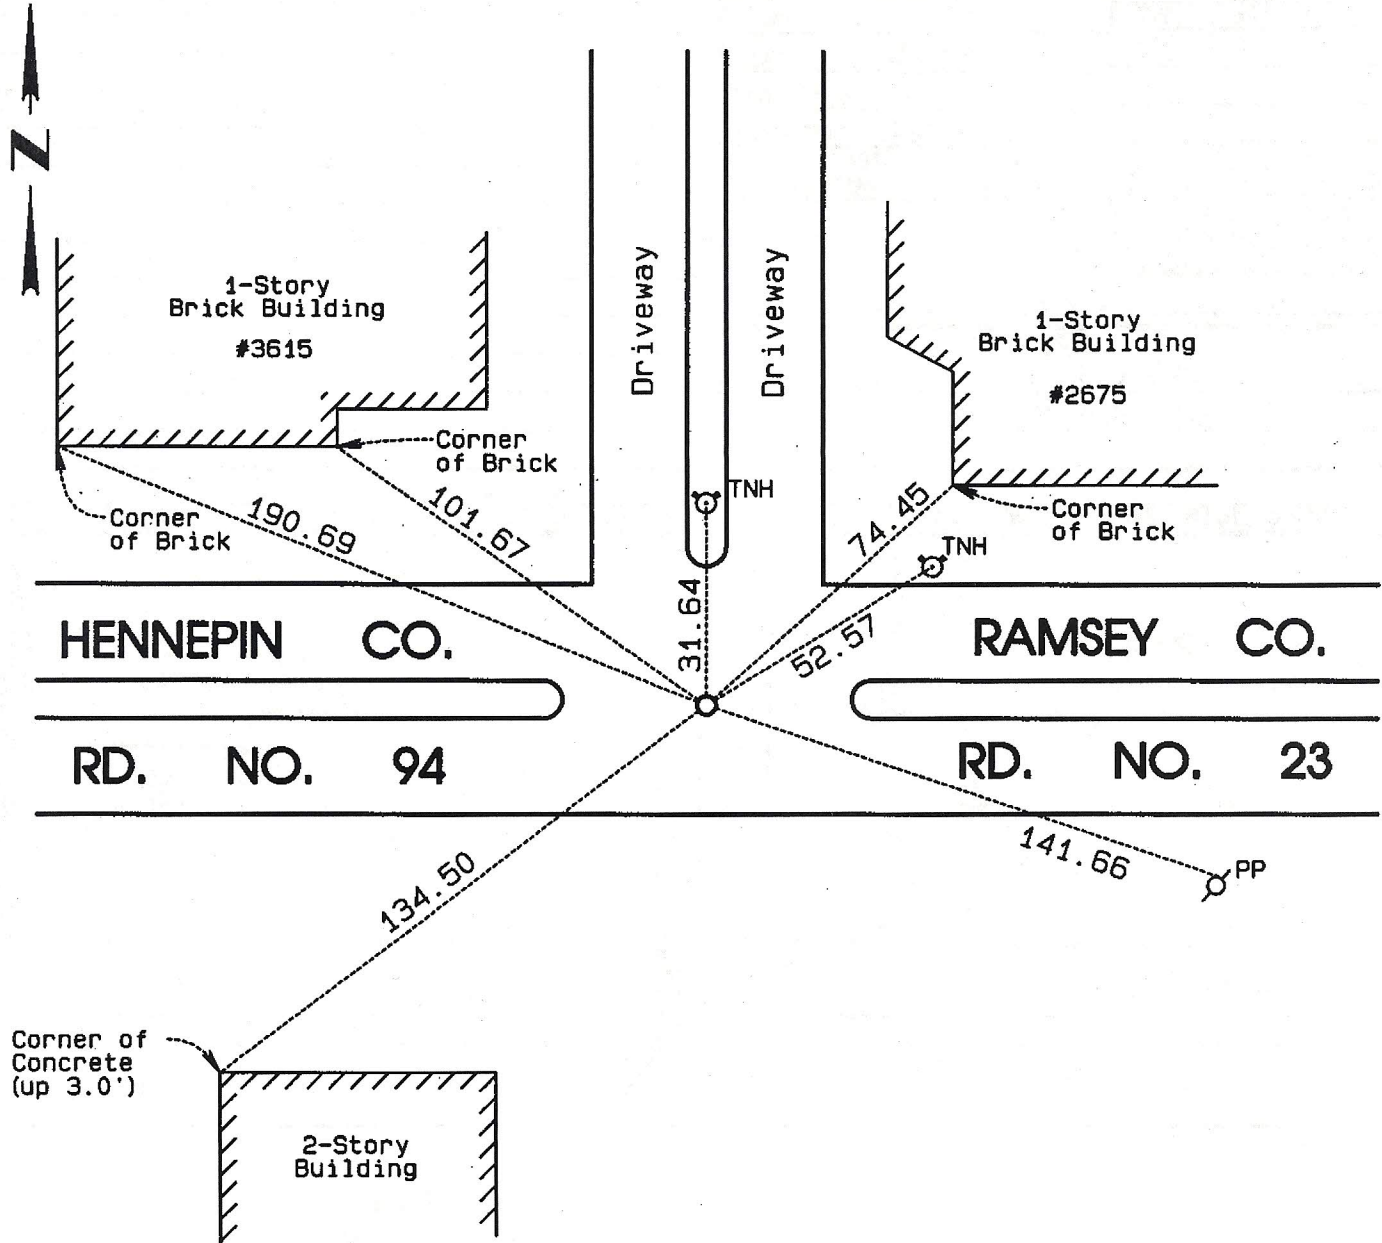 N
1-Story
Brick Building
#3615
Driveway
Driveway
1-Story
Brick Building
#2675
Corner
of Brick
TNH
Corner
of Brick
Corner
of Brick
TNH
190.69
101.67
74.45
31.64
52.57
HENNEPIN CO.
RAMSEY CO.
RD. NO. 94
RD. NO. 23
141.66
PP
134.50
Corner of
Concrete
(up 3.0')
2-Story
Building